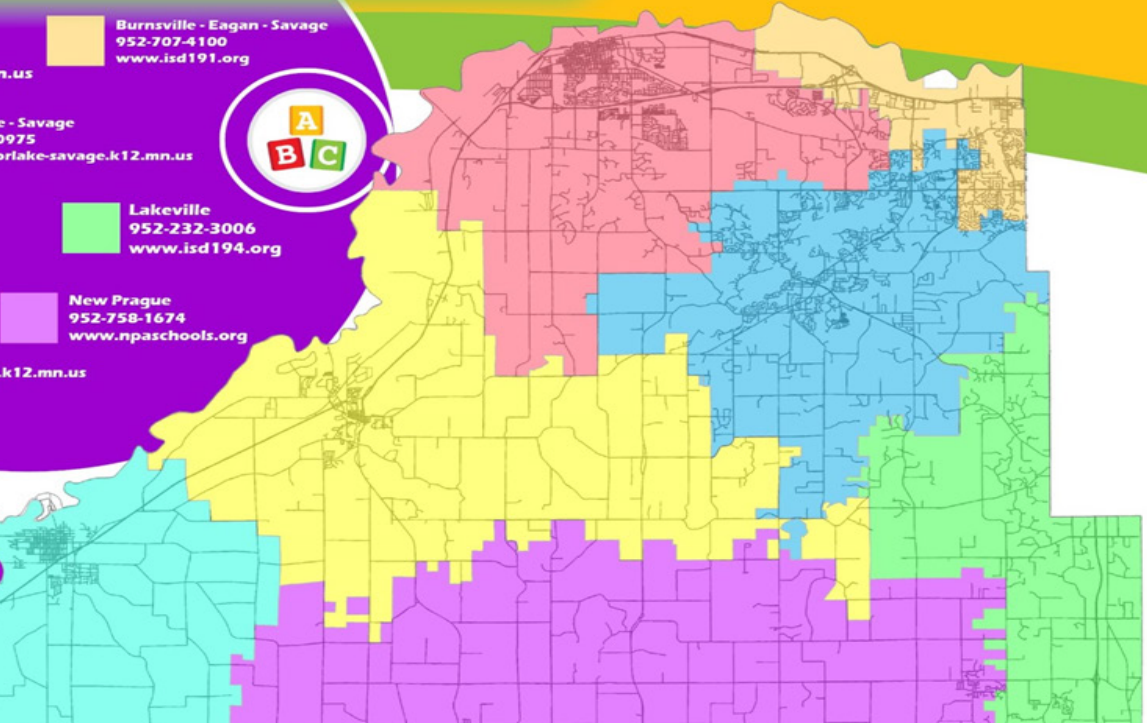 Burnsville - Eagan - Savage
952-707-4100
www.isd191.org
n.us
e - Savage
0975
orlake-savage.k12.mn.us
A
B C
Lakeville
952-232-3006
www.isd194.org
New Prague
952-758-1674
www.npaschools.org
.k12.mn.us